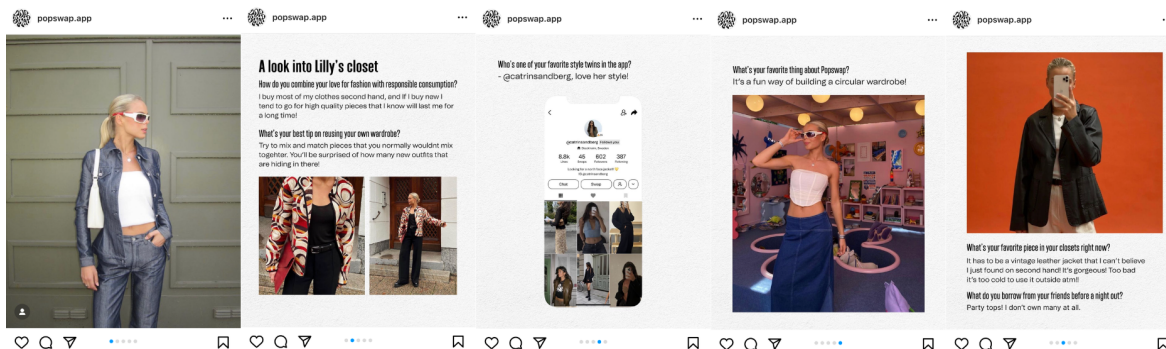 popswap.app
popswap.app
A look into Lilly's closet
How do you combine your love for fashion with responsible consumption?
I buy most of my clothes second hand, and If I buy new I
tend to go for high quality pieces that I know will last me for
a long time!
What's your best tip on reusing your own wardrobe?
Try to mix and match pieces that you normally wouldnt mix
togehter. You'll be surprised of how many new outfits that
are hiding in there!
popswap.app
Who's one of your favorite style twins in the app?
- @catrinsandberg, love her style!
@catrinsandberg
Stockholm, Sweden
8.8k 45 602 387
Likes Swaps Followers Following
Chat Swap
popswap.app
What's your favorite thing about Popswap?
It's a fun way of building a circular wardrobe!
popswap.app
What's your favorite piece in your closets right now?
It has to be a vintage leather jacket that I can't believe
I just found on second hand! It's gorgeous! Too bad
it's too cold to use it outside atm!!
What do you borrow from your friends before a night out?
Party tops! I don't own many at all.